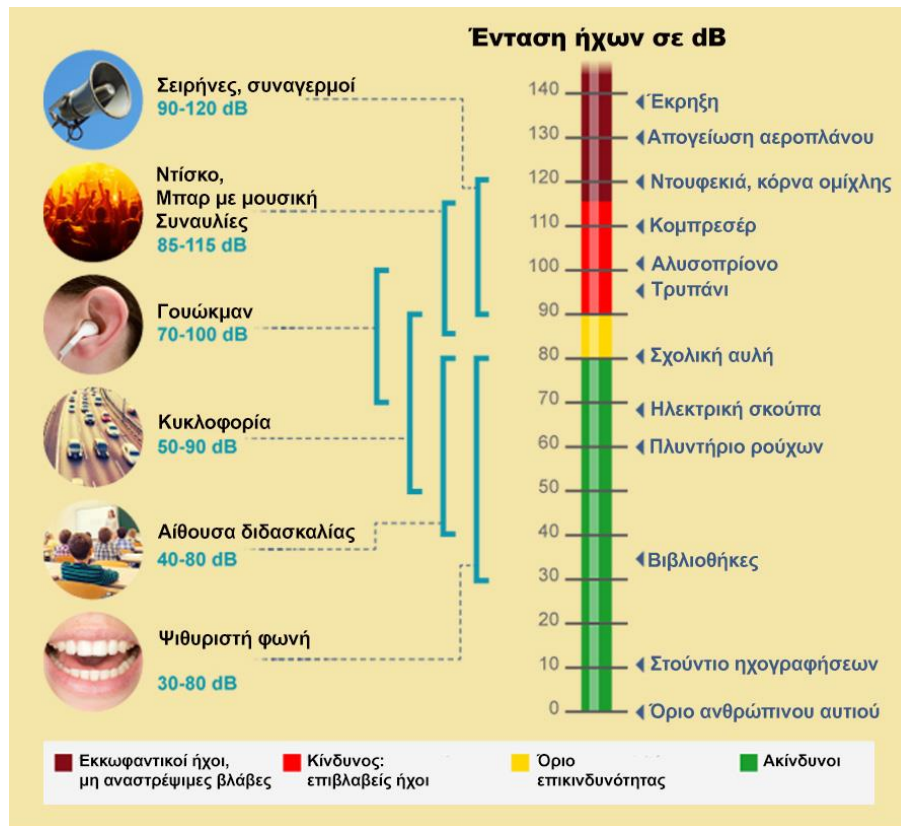 Ένταση ήχων σε dB
Σειρήνες, συναγερμοί
90-120 dB
Ντίσκο,
Μπαρ με μουσική
Συναυλίες
85-115 dB
Γουώκμαν
70-100 dB
Κυκλοφορία
50-90 dB
Αίθουσα διδασκαλίας
40-80 dB
Ψιθυριστή φωνή
30-80 dB
140
Έκρηξη
130
Απογείωση αεροπλάνου
120
Ντουφεκιά, κόρνα ομίχλης
110
Κομπρεσέρ
100
Αλυσοπρίονο
Τρυπάνι
90
80
Σχολική αυλή
70
Ηλεκτρική σκούπα
60
Πλυντήριο ρούχων
50
40
Βιβλιοθήκες
30
20
10
Στούντιο ηχογραφήσεων
0
Όριο ανθρώπινου αυτιού
Εκκωφαντικοί ήχοι,
μη αναστρέψιμες βλάβες
Κίνδυνος:
επιβλαβείς ήχοι
Όριο
επικινδυνότητας
Ακίνδυνοι